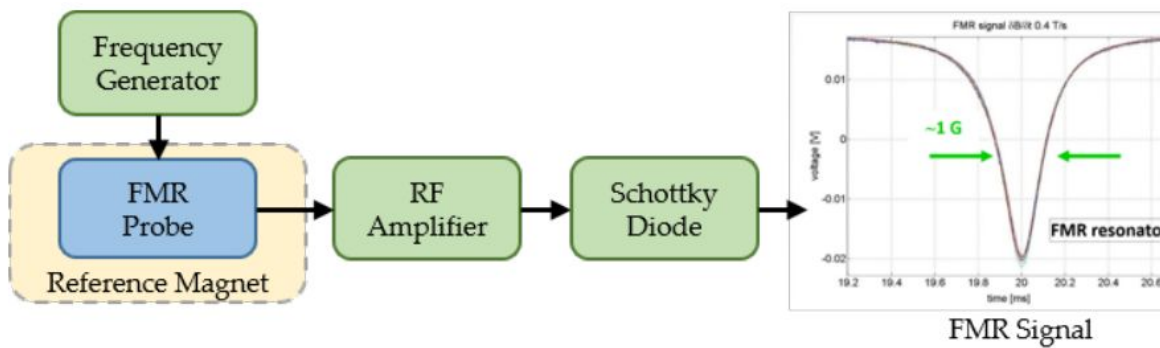 Frequency
Generator
FMR
Probe
Reference Magnet
RF
Amplifier
Schottky
Diode
FMR signal ∂B/∂t 0.4 T/s
voltage [V]
0.01
0
-0.01
-0.02
~1 G
FMR resonato
19.2 19.4 19.6 19.8 20 20.2 20.4 20.6
time [ms]
FMR Signal